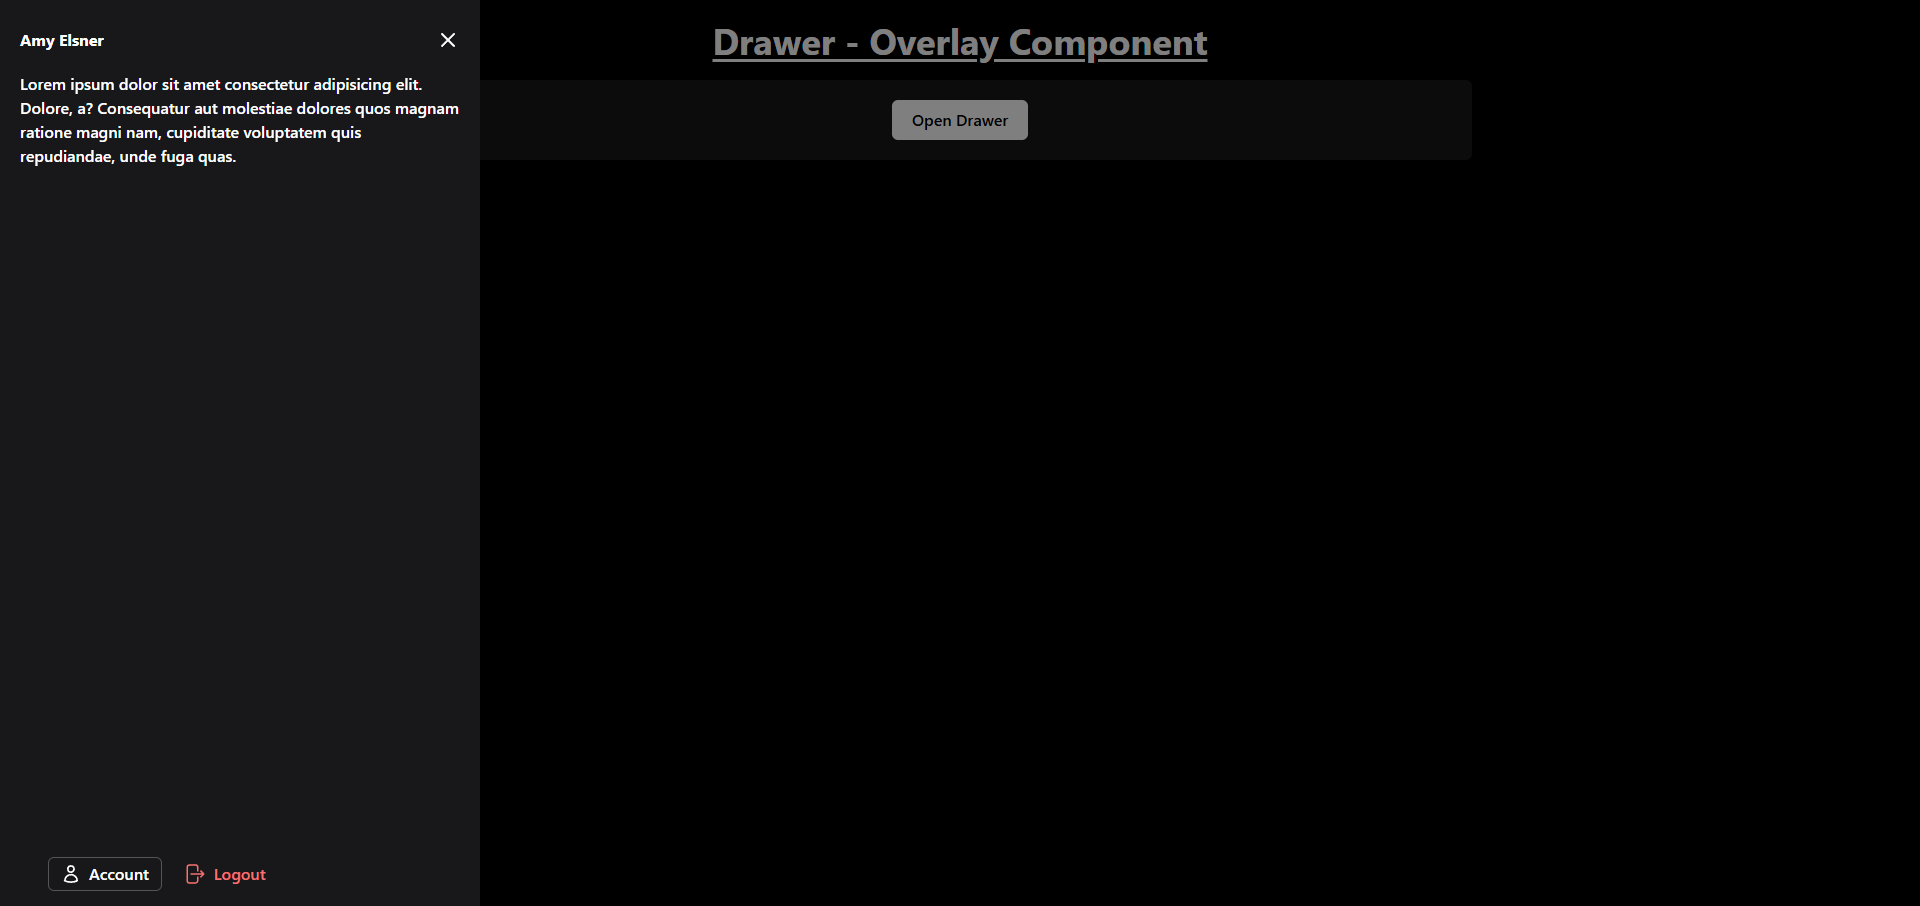 Amy Elsner
Lorem ipsum dolor sit amet consectetur adipisicing elit.
Dolore, a? Consequatur aut molestiae dolores quos magnam
ratione magni nam, cupiditate voluptatem quis
repudiandae, unde fuga quas.
Account
Logout
Drawer - Overlay Component
Open Drawer